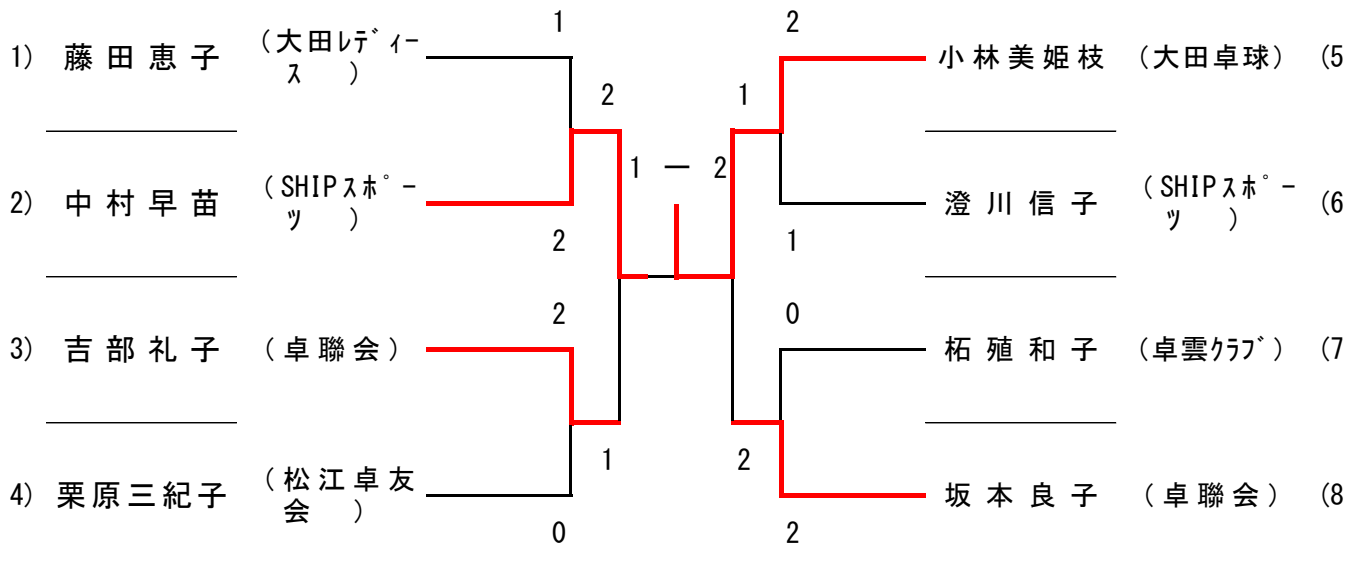 1 2
1) 藤田恵子 (大田ﾚﾃﾞｨｰ
ｽ ) 小林美姫枝 (大田卓球) (5
2 1
1 － 2
2) 中村早苗 (SHIPｽﾎﾟｰ
ﾂ ) 澄川信子 (SHIPｽﾎﾟｰ
ﾂ ) (6
2 1
2 0
3) 吉部礼子 (卓聯会) 柘殖和子 (卓雲ｸﾗﾌﾞ) (7
1 2
4) 栗原三紀子 (松江卓友
会 ) 坂本良子 (卓聯会) (8
0 2